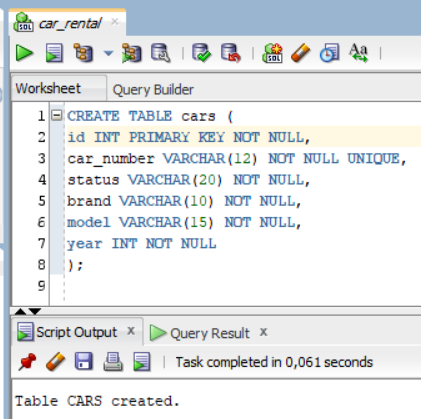 car_rental
Worksheet Query Builder
1 CREATE TABLE cars (
2 id INT PRIMARY KEY NOT NULL,
3 car_number VARCHAR(12) NOT NULL UNIQUE,
4 status VARCHAR(20) NOT NULL,
5 brand VARCHAR(10) NOT NULL,
6 model VARCHAR(15) NOT NULL,
7 year INT NOT NULL
8 );
9
Script Output x Query Result x
Task completed in 0,061 seconds
Table CARS created.